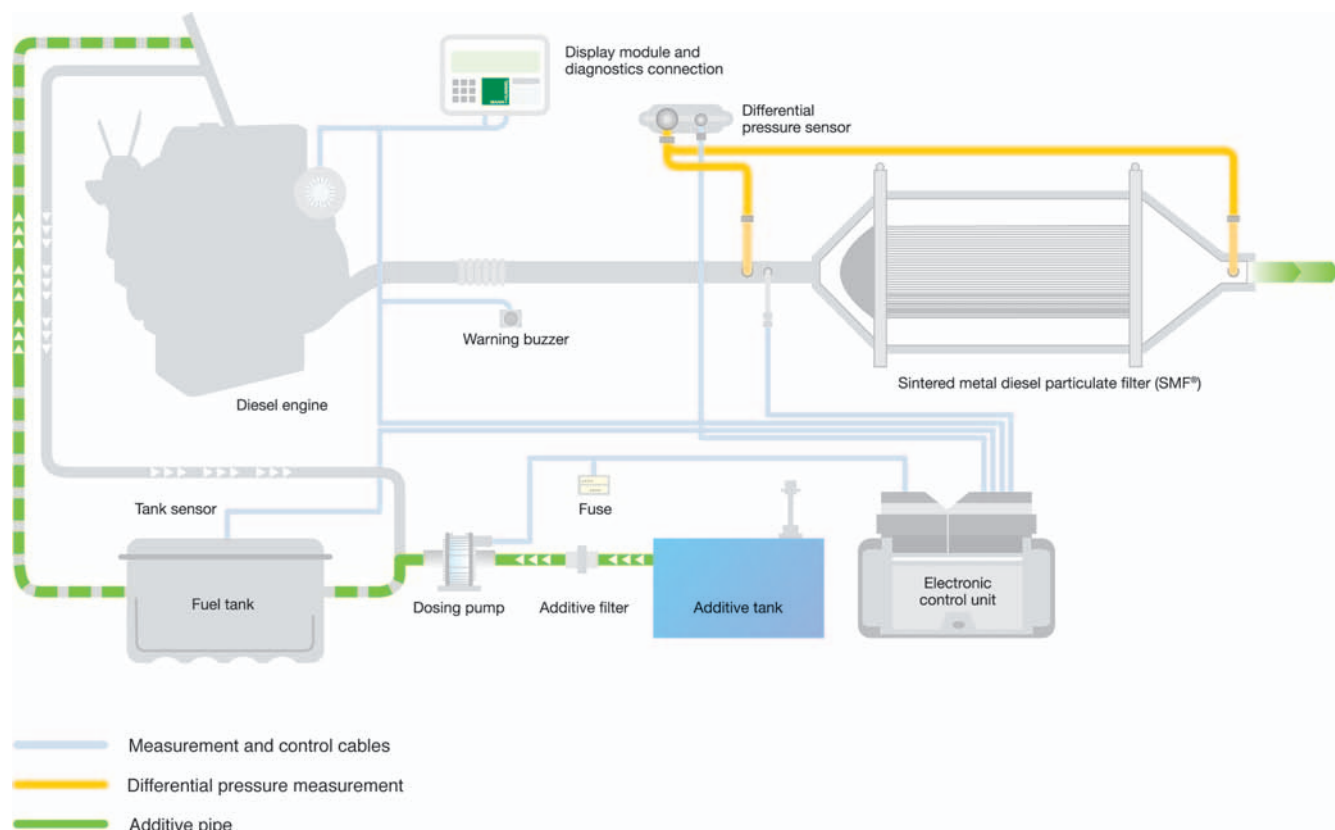 Display module and
diagnostics connection
Differential
pressure sensor
Warning buzzer
Sintered metal diesel particulate filter (SMF®)
Diesel engine
Tank sensor
Fuse
Fuel tank
Dosing pump
Additive filter
Additive tank
Electronic
control unit
Measurement and control cables
Differential pressure measurement
Additive pipe